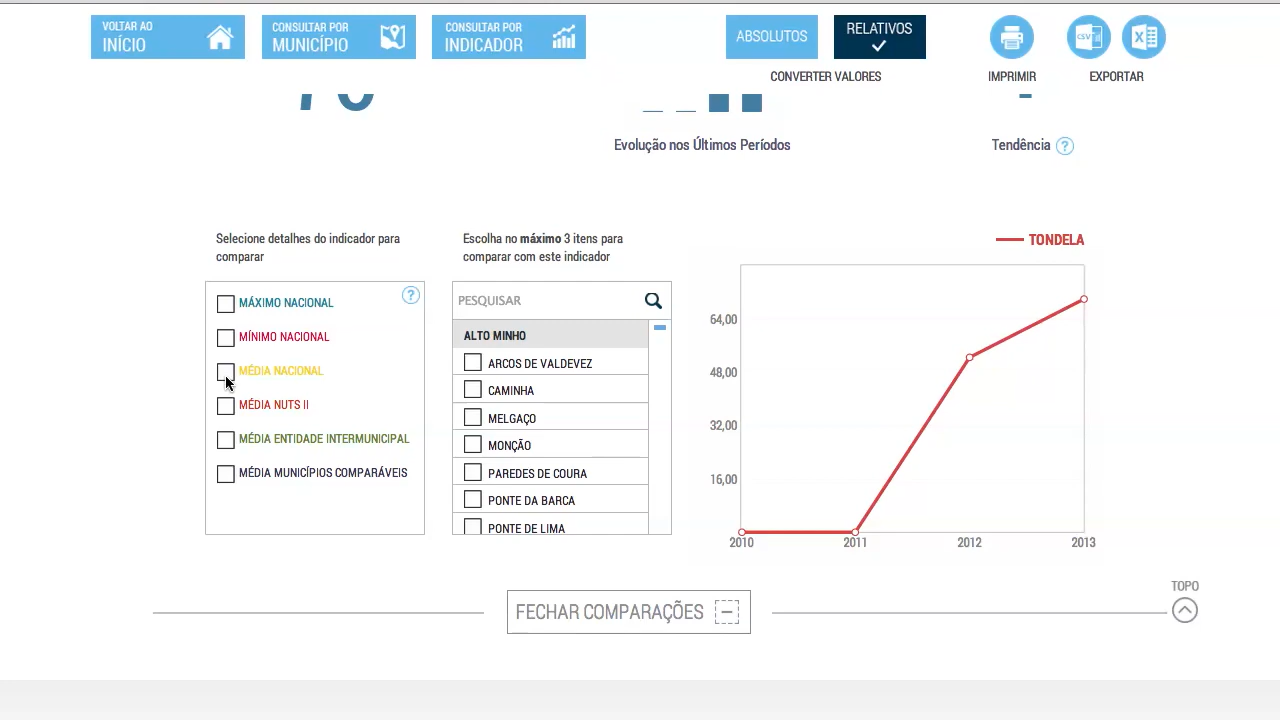 VOLTAR AO
INÍCIO
CONSULTAR POR
MUNICÍPIO
CONSULTAR POR
INDICADOR
ABSOLUTOS
RELATIVOS
CONVERTER VALORES
IMPRIMIR
CSV
X
EXPORTAR
Evolução nos Últimos Períodos
Tendência ?
Selecione detalhes do indicador para
comparar
?
MÁXIMO NACIONAL
MÍNIMO NACIONAL
MÉDIA NACIONAL
MÉDIA NUTS II
MÉDIA ENTIDADE INTERMUNICIPAL
MÉDIA MUNICÍPIOS COMPARÁVEIS
Escolha no máximo 3 itens para
comparar com este indicador
PESQUISAR
ALTO MINHO
ARCOS DE VALDEVEZ
CAMINHA
MELGAÇO
MONÇÃO
PAREDES DE COURA
PONTE DA BARCA
PONTE DE LIMA
TONDELA
64,00
48,00
32,00
16,00
2010
2011
2012
2013
FECHAR COMPARAÇÕES
TOPO